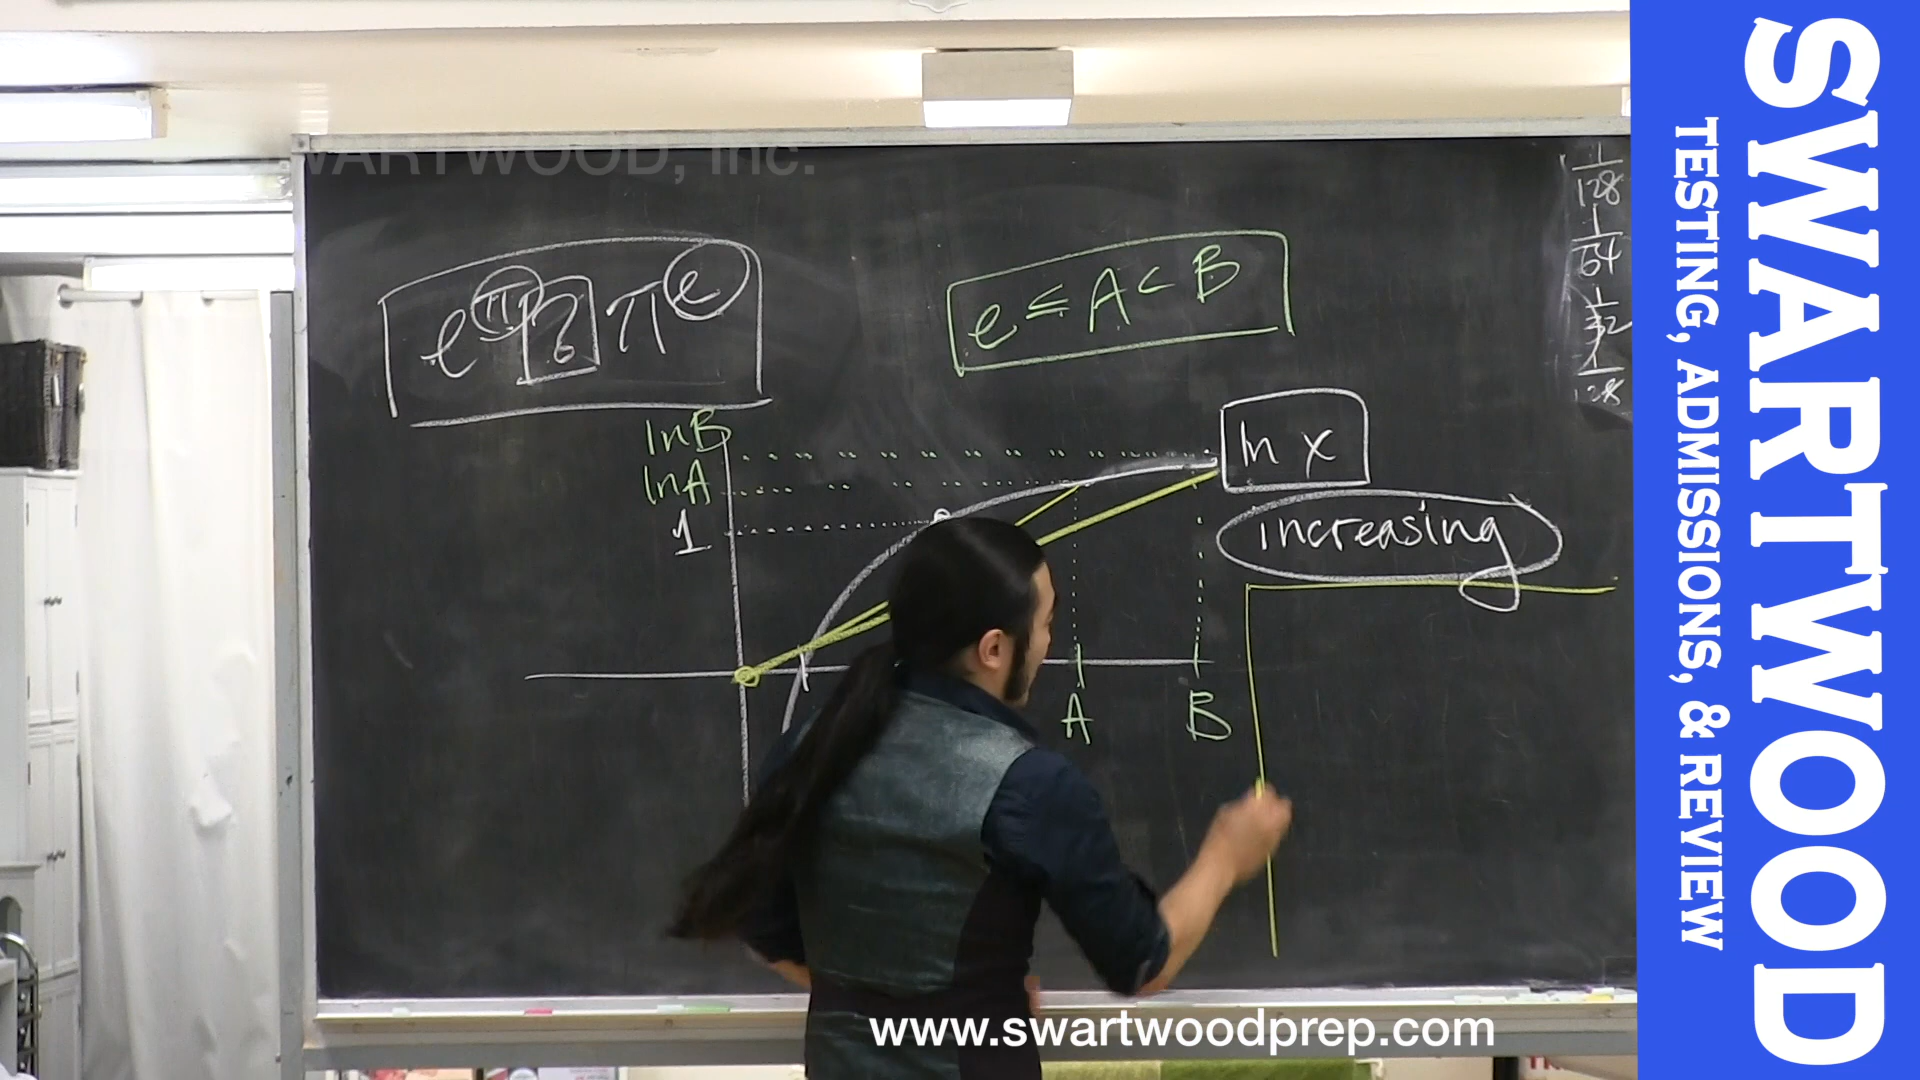 SWARTWOOD, Inc.
e^π ? π^e
e ≤ A < B
ln B
ln A
1
ln x
increasing
A
B
1/128
1/64
1/32
SWARTWOOD
TESTING, ADMISSIONS, & REVIEW
www.swartwoodprep.com